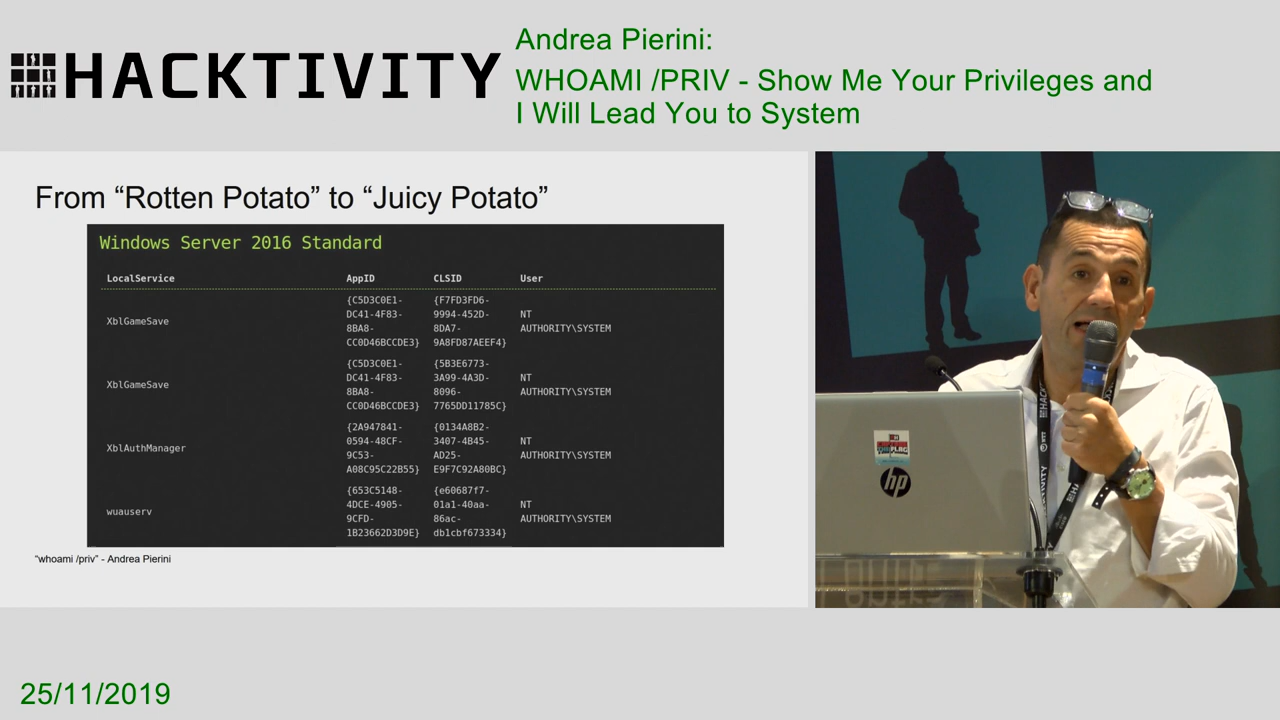 HACKTIVITY
Andrea Pierini:
WHOAMI /PRIV - Show Me Your Privileges and
I Will Lead You to System
From “Rotten Potato” to “Juicy Potato”
Windows Server 2016 Standard
LocalService AppID CLSID User
{C5D3C0E1- {F7FD3FD6-
DC41-4F83- 9994-452D- NT
XblGameSave
8BA8- 8DA7- AUTHORITY\SYSTEM
CC0D46BCCDE3} 9A8FD87AEEF4}
{C5D3C0E1- {5B3E6773-
DC41-4F83- 3A99-4A3D- NT
XblGameSave
8BA8- 8096- AUTHORITY\SYSTEM
CC0D46BCCDE3} 7765DD11785C}
{2A947841- {0134A8B2-
0594-48CF- 3407-4B45- NT
XblAuthManager
9C53- AD25- AUTHORITY\SYSTEM
A08C95C22B55} E9F7C92A80BC}
{653C5148- {e60687f7-
4DCE-4905- 01a1-40aa- NT
wuauserv
9CFD- 86ac- AUTHORITY\SYSTEM
1B23662D3D9E} db1cbf673334}
“whoami /priv” - Andrea Pierini
hp
25/11/2019